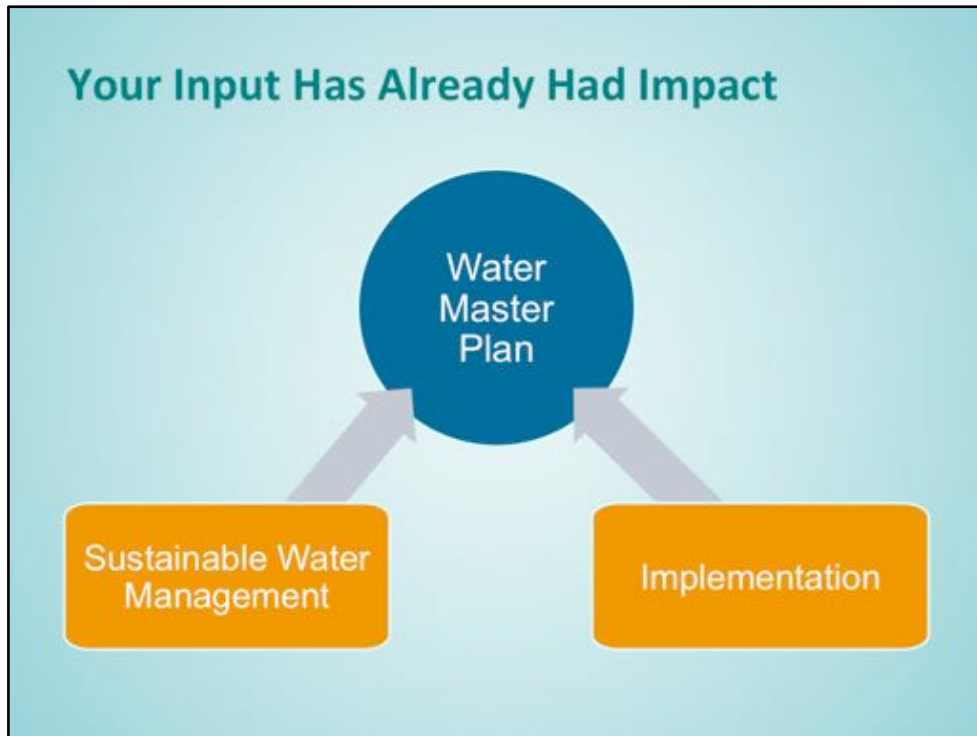 Your Input Has Already Had Impact
Water
Master
Plan
Sustainable Water
Management
Implementation